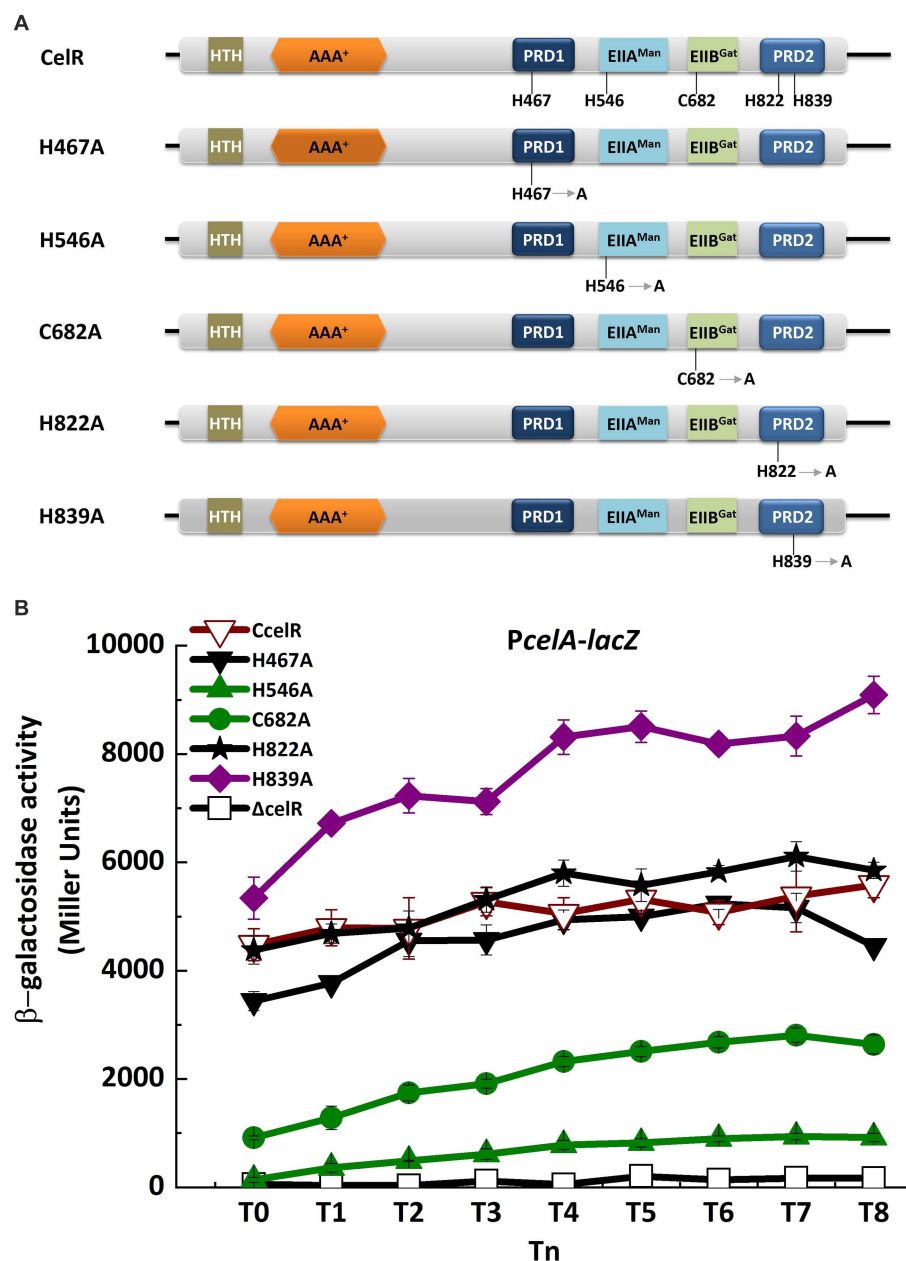 A
CelR
HTH AAA+ PRD1 EIIAMan EIIBGat PRD2
H467 H546 C682 H822 H839
H467A
HTH AAA+ PRD1 EIIAMan EIIBGat PRD2
H467 → A
H546A
HTH AAA+ PRD1 EIIAMan EIIBGat PRD2
H546 → A
C682A
HTH AAA+ PRD1 EIIAMan EIIBGat PRD2
C682 → A
H822A
HTH AAA+ PRD1 EIIAMan EIIBGat PRD2
H822 → A
H839A
HTH AAA+ PRD1 EIIAMan EIIBGat PRD2
H839 → A
B
PcelA-lacZ
CcelR
H467A
H546A
C682A
H822A
H839A
ΔcelR
β−galactosidase activity
(Miller Units)
10000
8000
6000
4000
2000
0
T0 T1 T2 T3 T4 T5 T6 T7 T8
Tn